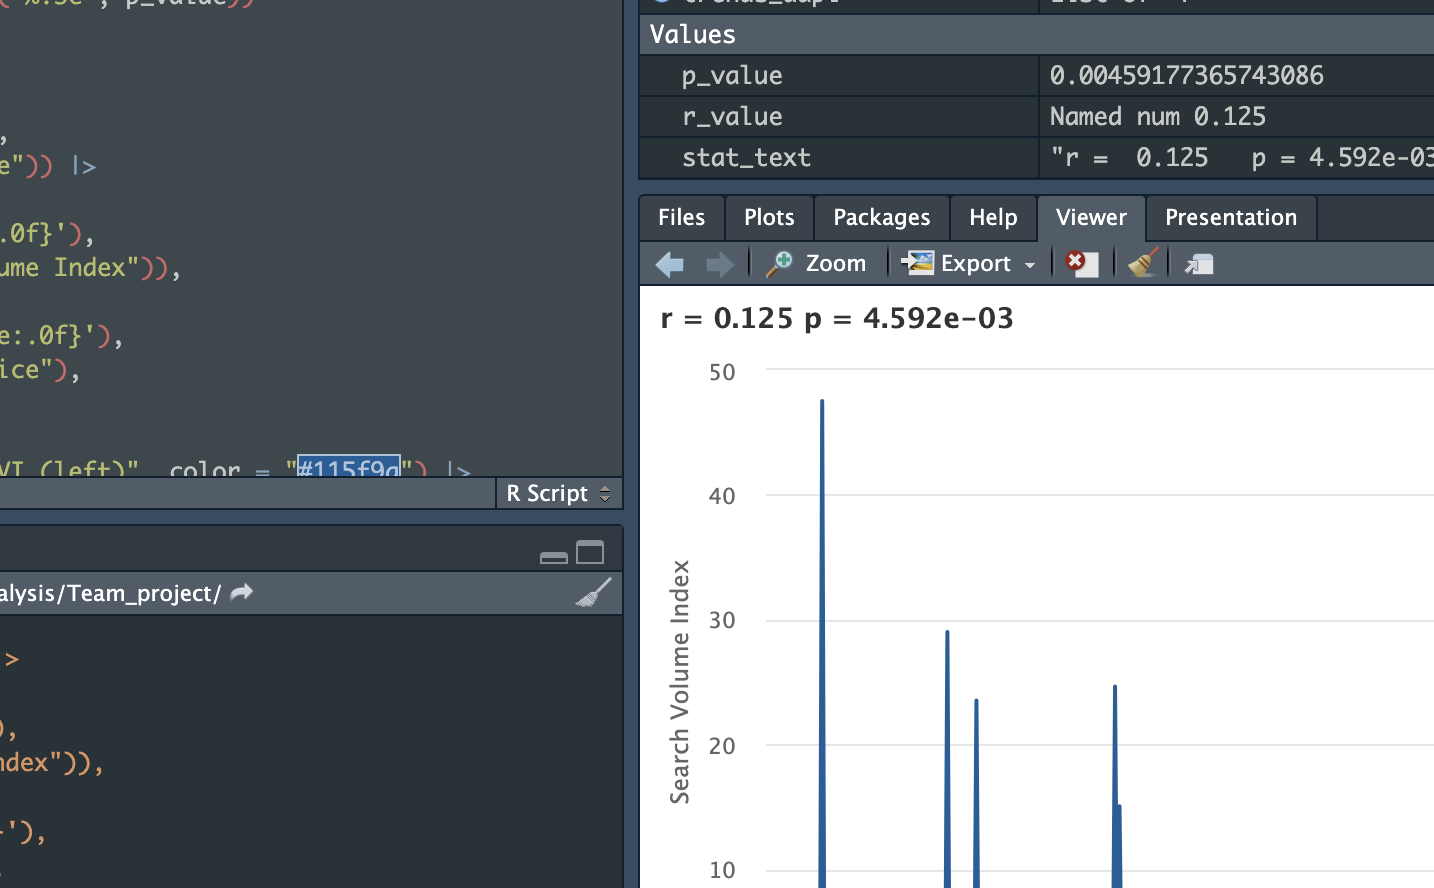 p_value))
,
e")) |>
.0f}'),
ume Index")),
e:.0f}'),
ice"),
VI (left)", color = "#115f9a") |>
R Script
alysis/Team_project/
>
),
ndex")),
'),
Values
p_value 0.00459177365743086
r_value Named num 0.125
stat_text "r =  0.125   p = 4.592e-03
Files Plots Packages Help Viewer Presentation
Zoom Export
r = 0.125 p = 4.592e-03
50
40
30
20
10
Search Volume Index